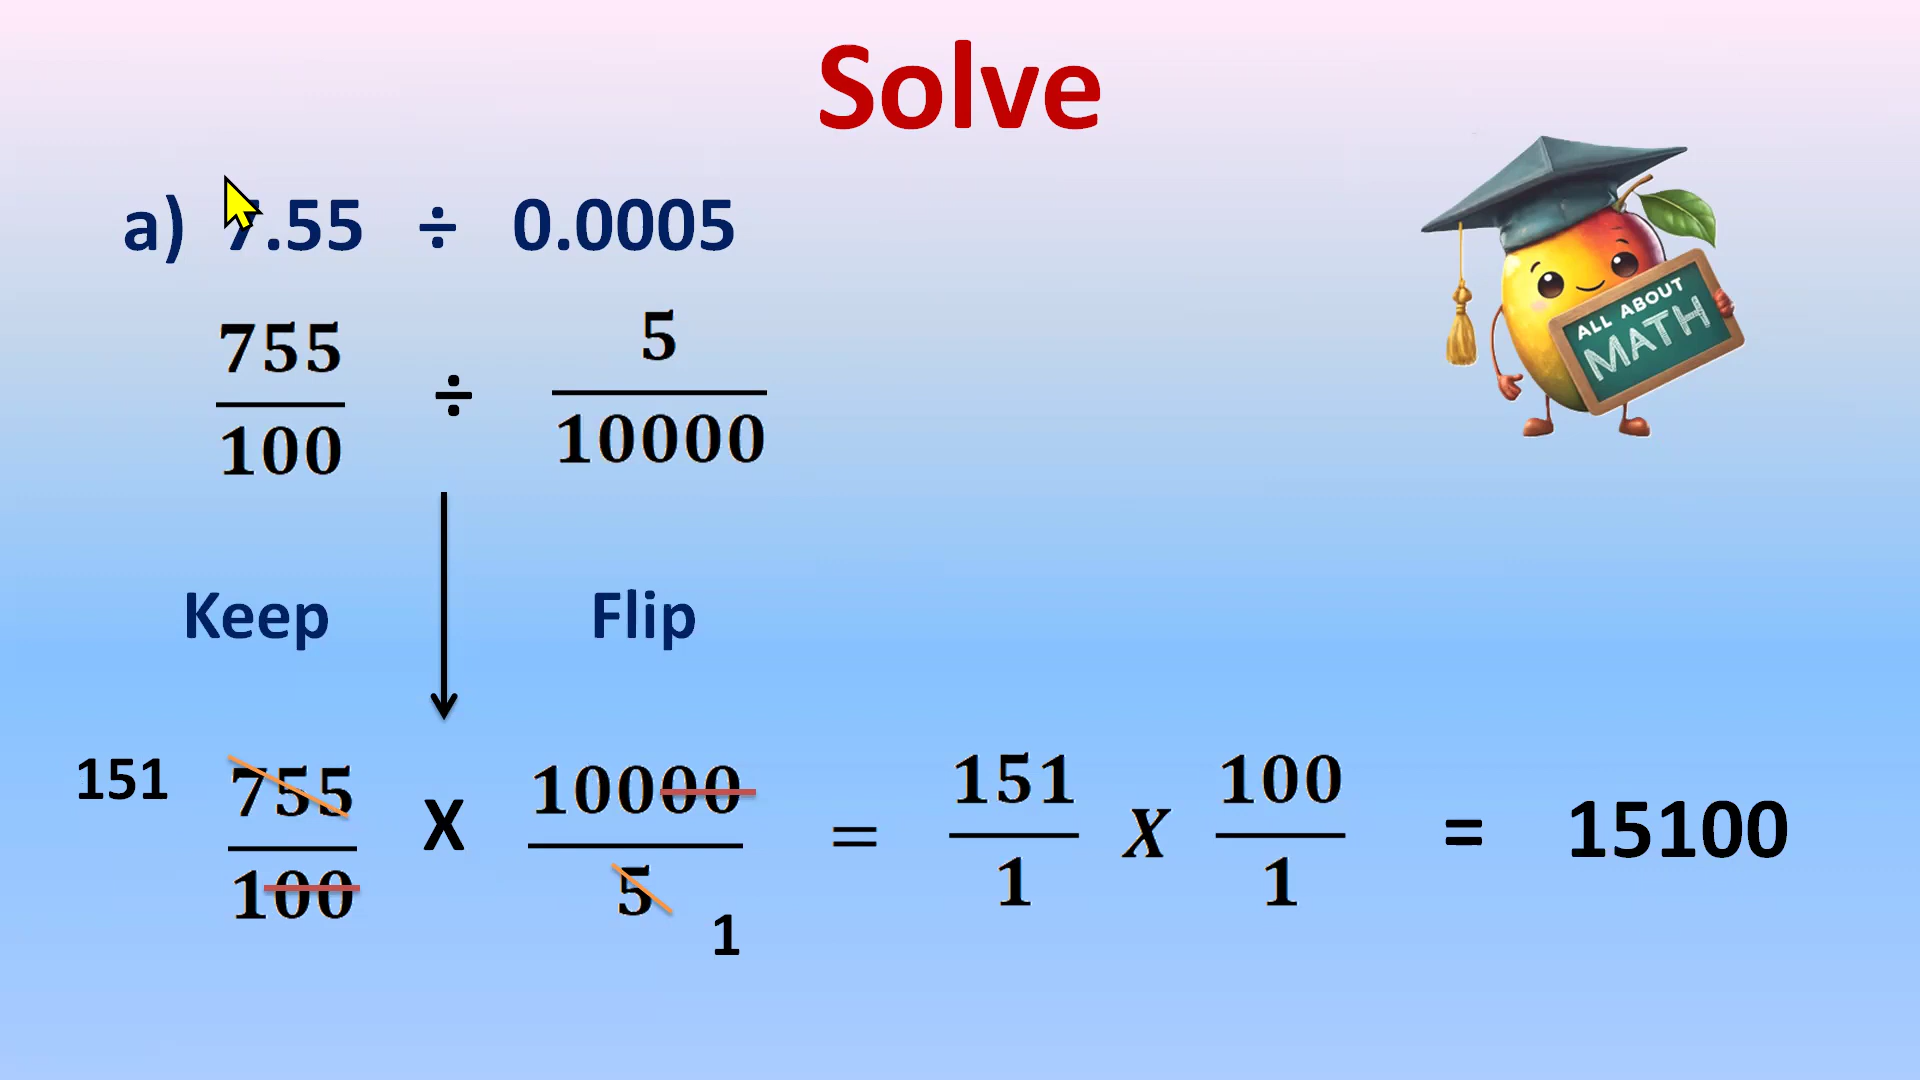 Solve
a) 7.55 ÷ 0.0005
ALL ABOUT
MATH
755/100 ÷ 5/10000
Keep Flip
151 755/100 X 10000/5 1 = 151/1 X 100/1 = 15100